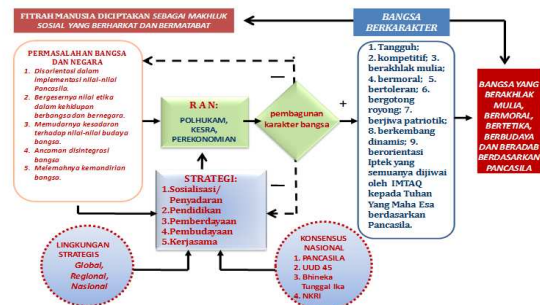 FITRAH MANUSIA DICIPTAKAN SEBAGAI MAKHLUK
SOSIAL YANG BERHARKAT DAN BERMATABAT
BANGSA
BERKARAKTER
PERMASALAHAN BANGSA
DAN NEGARA
1. Disorientasi dalam
Implementasi nilai-nilai
Pancasila.
2. Bergesernya nilai etika
dalam kehidupan
berbangsa dan bernegara.
3. Memudarnya kesadaran
terhadap nilai-nilai budaya
bangsa.
4. Ancaman disintegrasi
bangsa
5. Melemahnya kemandirian
bangsa.
R A N:
POLHUKAM,
KESRA,
PEREKONOMIAN
pembagunan
karakter bangsa
—
+
—
STRATEGI:
1.Sosialisasi/
Penyadaran
2.Pendidikan
3.Pemberdayaan
4.Pembudayaan
5.Kerjasama
1. Tangguh;
2. kompetitif; 3.
berakhlak mulia;
4. bermoral; 5.
bertoleran; 6.
bergotong
royong; 7.
berjiwa patriotik;
8. berkembang
dinamis; 9.
berorientasi
Iptek yang
semuanya dijiwai
oleh IMTAQ
kepada Tuhan
Yang Maha Esa
berdasarkan
Pancasila.
BANGSA YANG
BERAKHLAK
MULIA,
BERMORAL,
BERTETIKA,
BERBUDAYA
DAN BERADAB
BERDASARKAN
PANCASILA
LINGKUNGAN
STRATEGIS
Global,
Regional,
Nasional
KONSENSUS
NASIONAL
1. PANCASILA
2. UUD 45
3. Bhineka
Tunggal Ika
4. NKRI